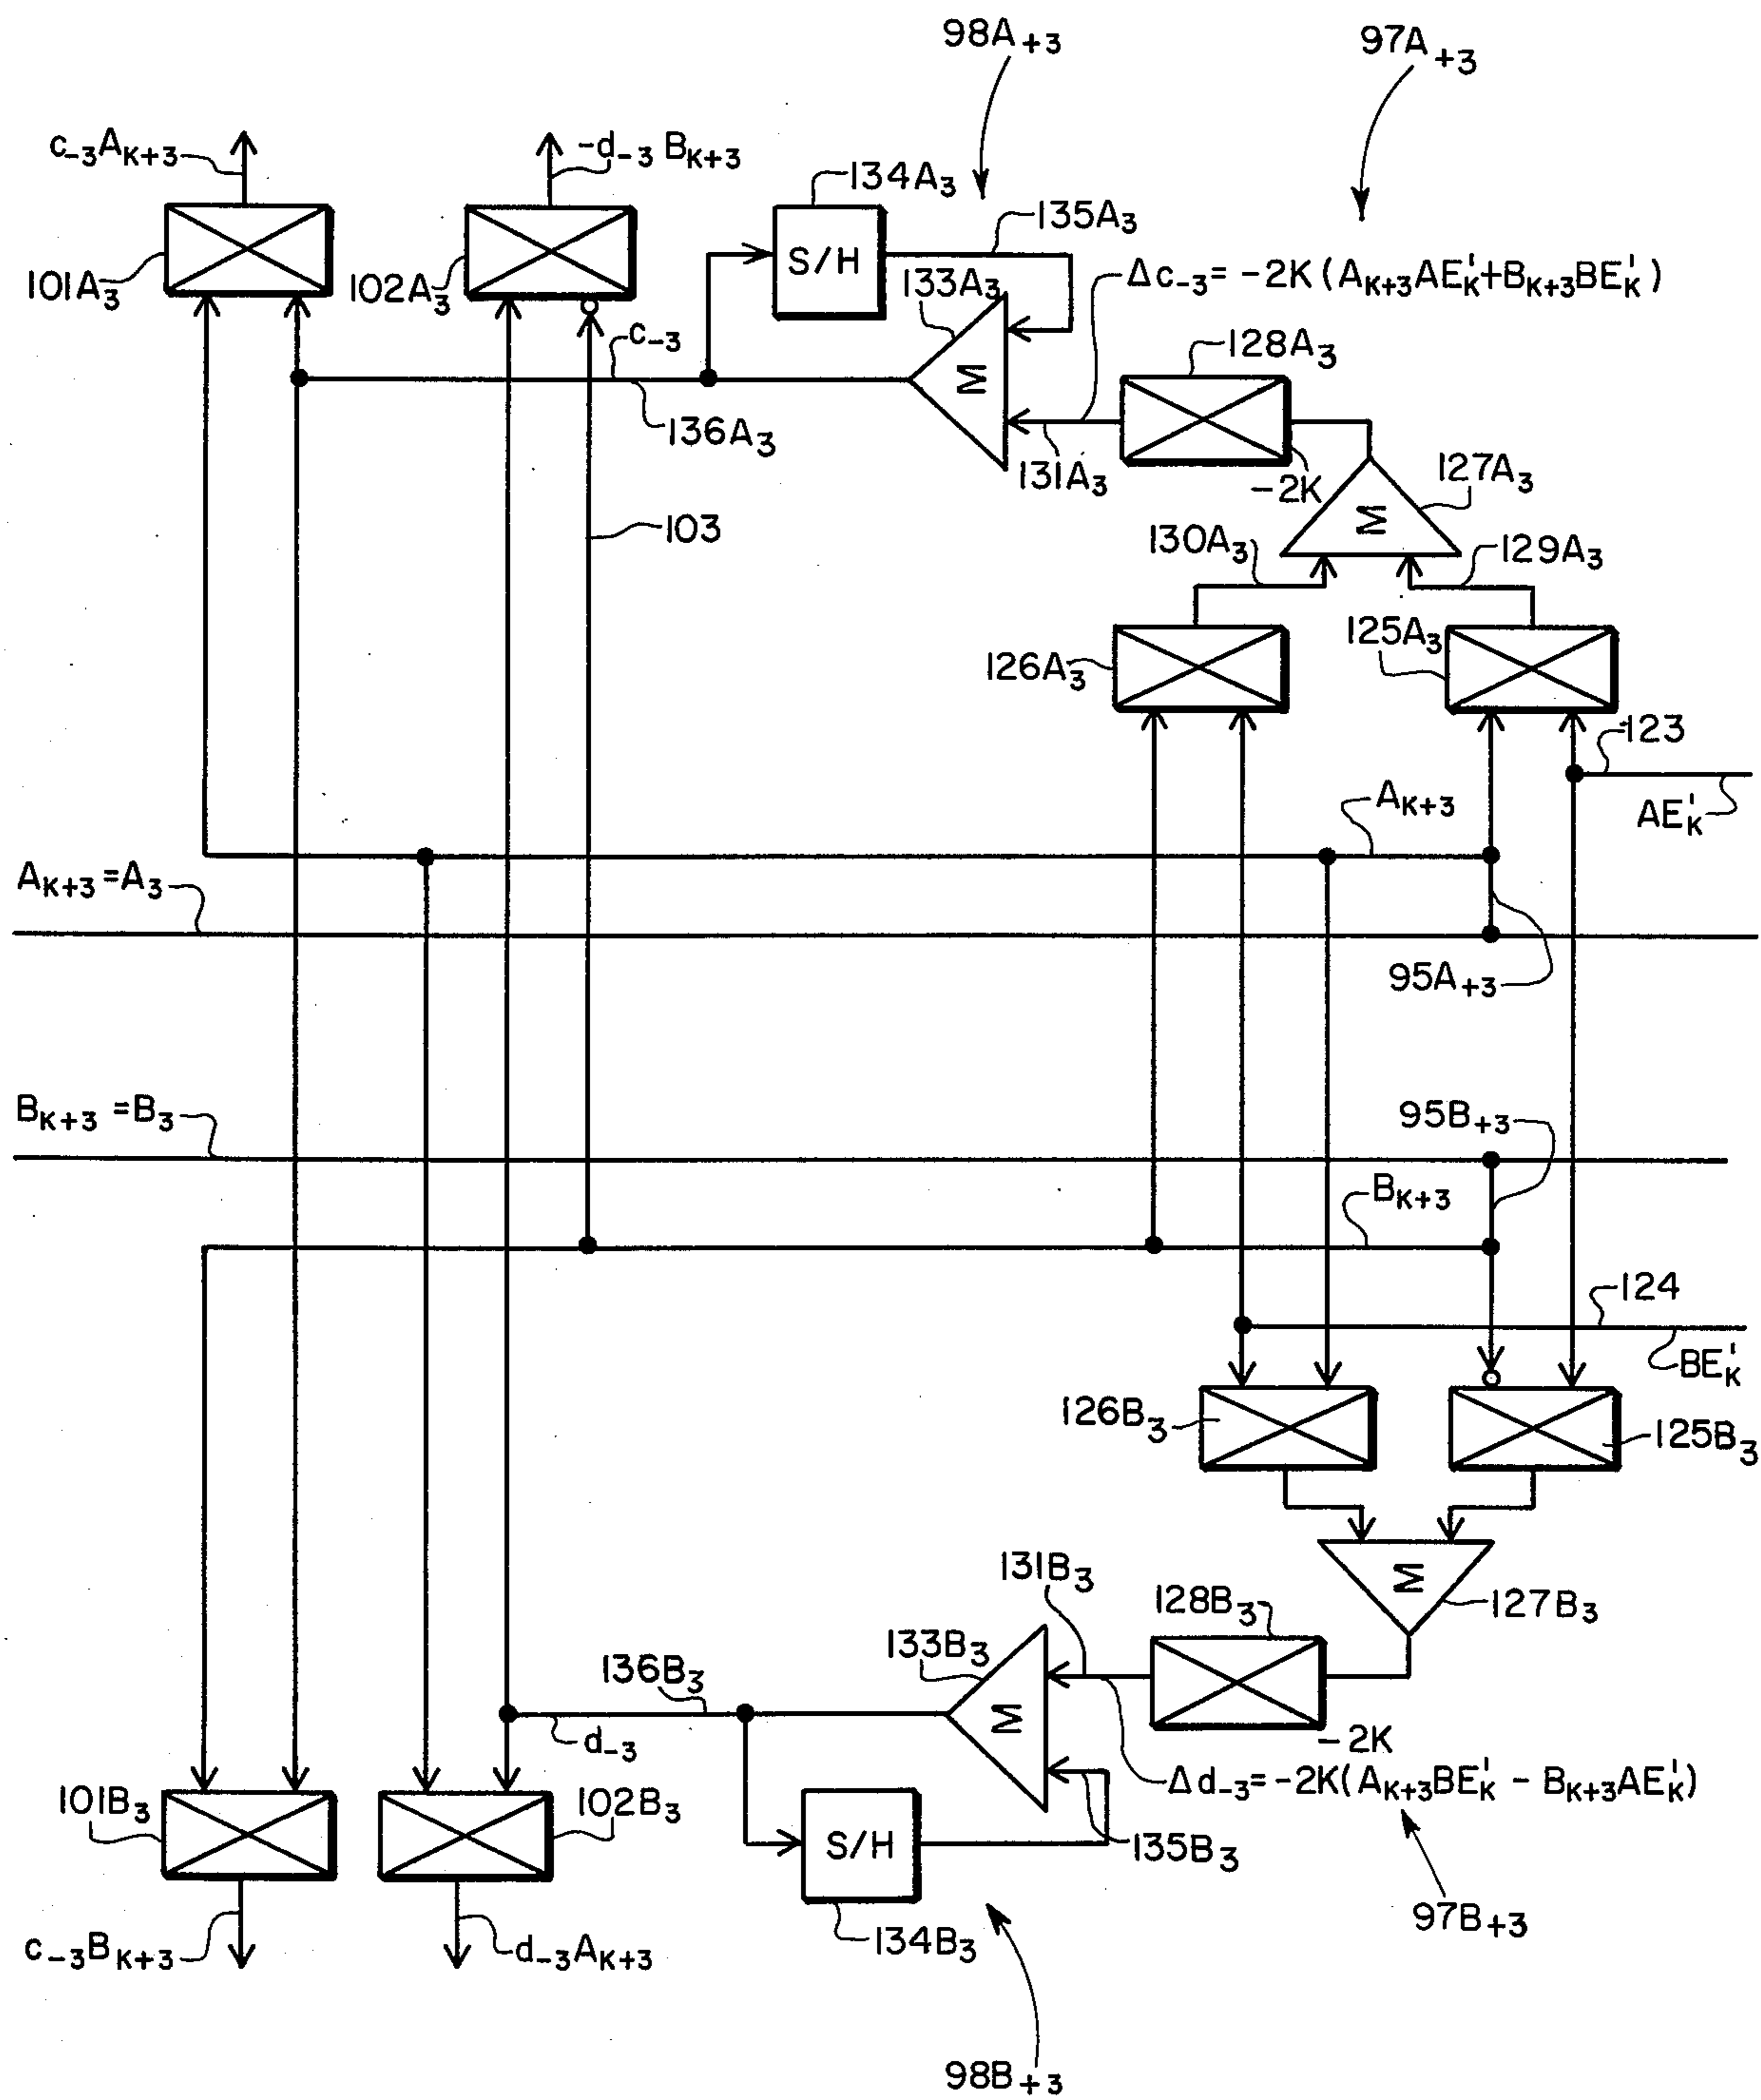 98A+3
97A+3
c-3AK+3
-d-3 BK+3
134A3
135A3
S/H
101A3
102A3
133A3
Δc-3= -2K (AK+3AE'K+BK+3BE'K)
c-3
128A3
M
136A3
131A3
-2K
127A3
M
103
130A3
129A3
125A3
126A3
123
AK+3
AE'K
AK+3=A3
95A+3
BK+3 =B3
95B+3
BK+3
124
BE'K
126B3
125B3
131B3
M
128B3
127B3
133B3
136B3
M
d-3
-2K
Δd-3= -2K(AK+3BE'K - BK+3AE'K)
101B3
102B3
S/H
135B3
97B+3
c-3BK+3
d-3AK+3
134B3
98B+3